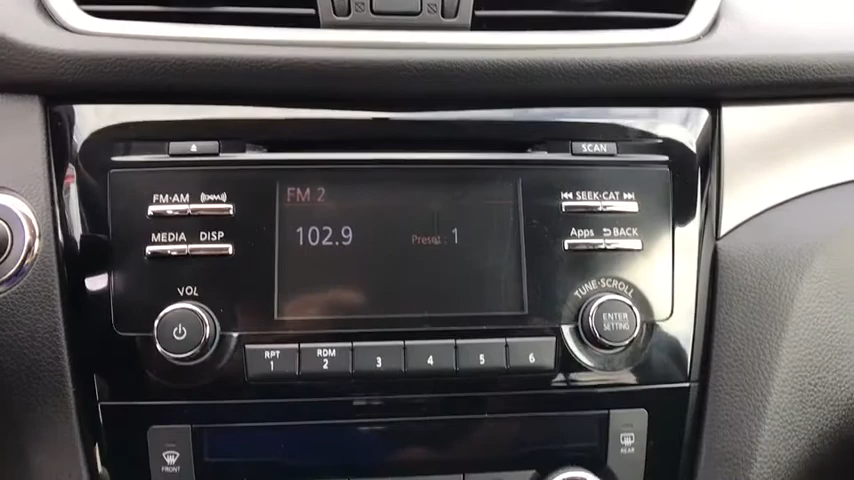 SCAN
FM·AM
(((XM)))
SEEK·CAT
FM 2
MEDIA DISP
Apps BACK
102.9 Preset : 1
VOL
TUNE·SCROLL
ENTER
SETTING
RPT RDM
1 2 3 4 5 6
FRONT
REAR